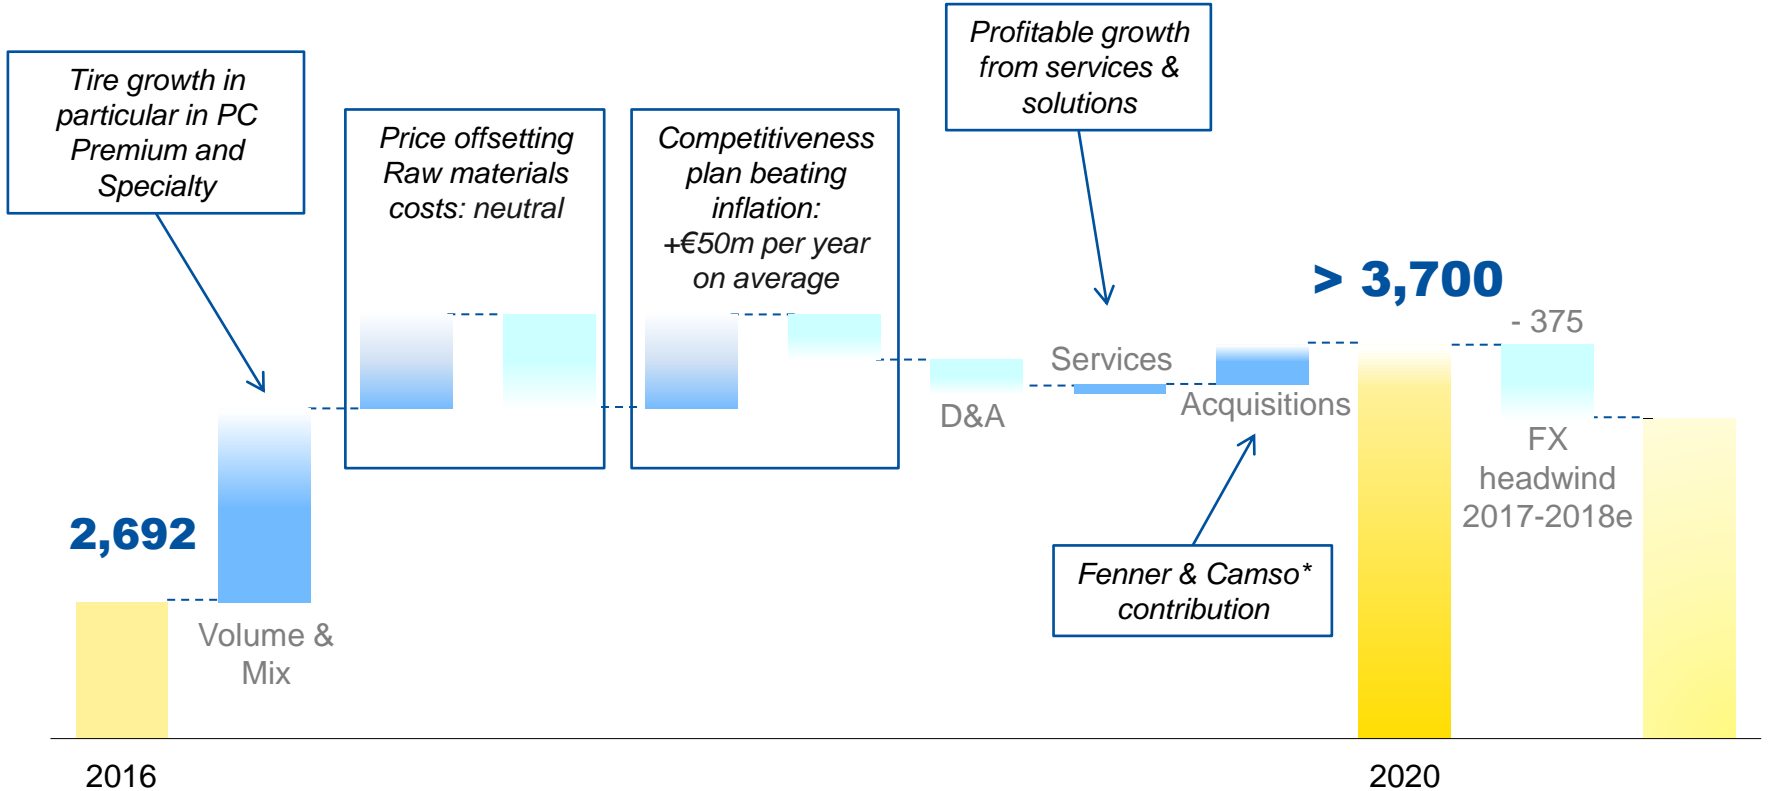 Tire growth in
particular in PC
Premium and
Specialty
Price offsetting
Raw materials
costs: neutral
Competitiveness
plan beating
inflation:
+€50m per year
on average
Profitable growth
from services &
solutions
> 3,700
- 375
2,692
Volume &
Mix
D&A
Services
Acquisitions
FX
headwind
2017-2018e
Fenner & Camso*
contribution
2016
2020